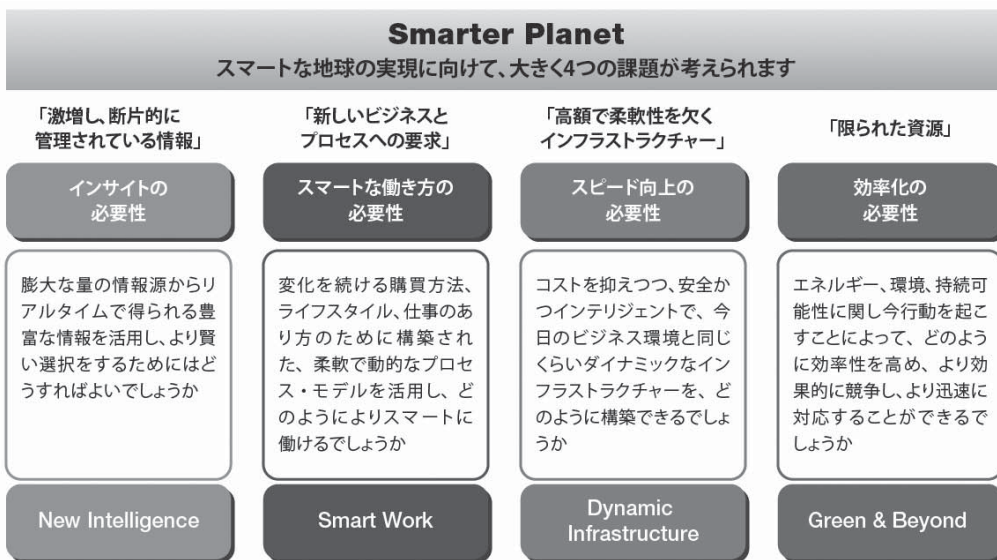 Smarter Planet
スマートな地球の実現に向けて、大きく4つの課題が考えられます
「激増し、断片的に
管理されている情報」
インサイトの
必要性
膨大な量の情報源からリ
アルタイムで得られる豊
富な情報を活用し、より賢
い選択をするためにはど
うすればよいでしょうか
New Intelligence
「新しいビジネスと
プロセスへの要求」
スマートな働き方の
必要性
変化を続ける購買方法、
ライフスタイル、仕事のあ
り方のために構築され
た、柔軟で動的なプロセ
ス・モデルを活用し、ど
のようによりスマートに
働けるでしょうか
Smart Work
「高額で柔軟性を欠く
インフラストラクチャー」
スピード向上の
必要性
コストを抑えつつ、安全か
つインテリジェントで、今
日のビジネス環境と同じ
くらいダイナミックなイン
フラストラクチャーを、ど
のように構築できるでしょ
うか
Dynamic
Infrastructure
「限られた資源」
効率化の
必要性
エネルギー、環境、持続可
能性に関し今行動を起こ
すことによって、どのよう
に効率性を高め、より効
果的に競争し、より迅速に
対応することができるで
しょうか
Green & Beyond